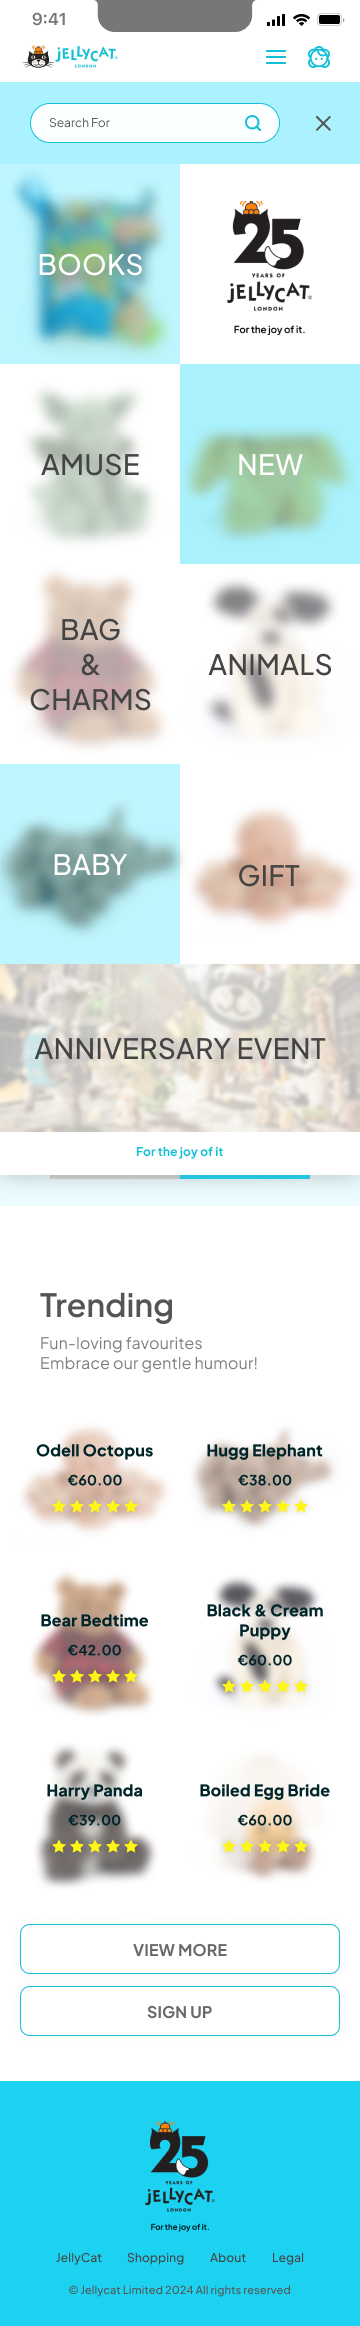 9:41
JELLYCAT
LONDON
Search For
BOOKS
25
YEARS OF
JELLYCAT
LONDON
For the joy of it.
AMUSE
NEW
BAG
&
CHARMS
ANIMALS
BABY
GIFT
ANNIVERSARY EVENT
For the joy of it
Trending
Fun-loving favourites
Embrace our gentle humour!
Odell Octopus
€60.00
Hugg Elephant
€38.00
Bear Bedtime
€42.00
Black & Cream
Puppy
€60.00
Harry Panda
€39.00
Boiled Egg Bride
€60.00
VIEW MORE
SIGN UP
25
YEARS OF
JELLYCAT
LONDON
For the joy of it.
JellyCat Shopping About Legal
© Jellycat Limited 2024 All rights reserved